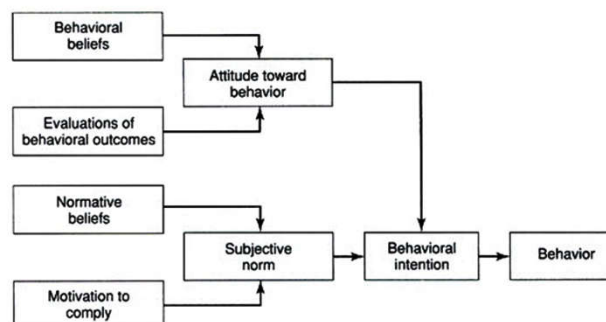 Behavioral
beliefs
Attitude toward
behavior
Evaluations of
behavioral outcomes
Normative
beliefs
Subjective
norm
Behavioral
intention
Behavior
Motivation to
comply